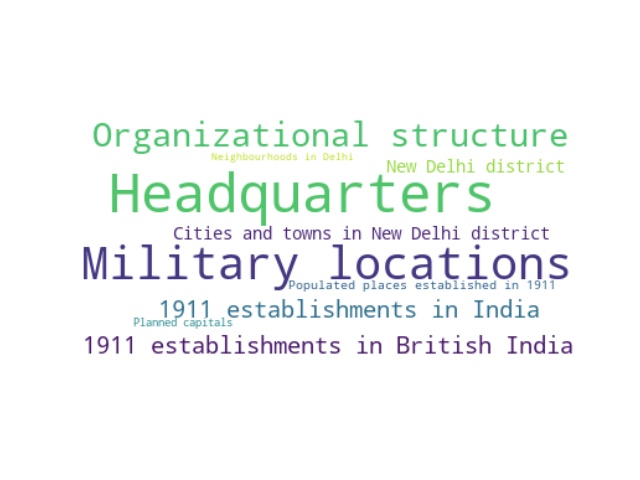 Organizational structure
Neighbourhoods in Delhi
New Delhi district
Headquarters
Cities and towns in New Delhi district
Military locations
Populated places established in 1911
1911 establishments in India
Planned capitals
1911 establishments in British India